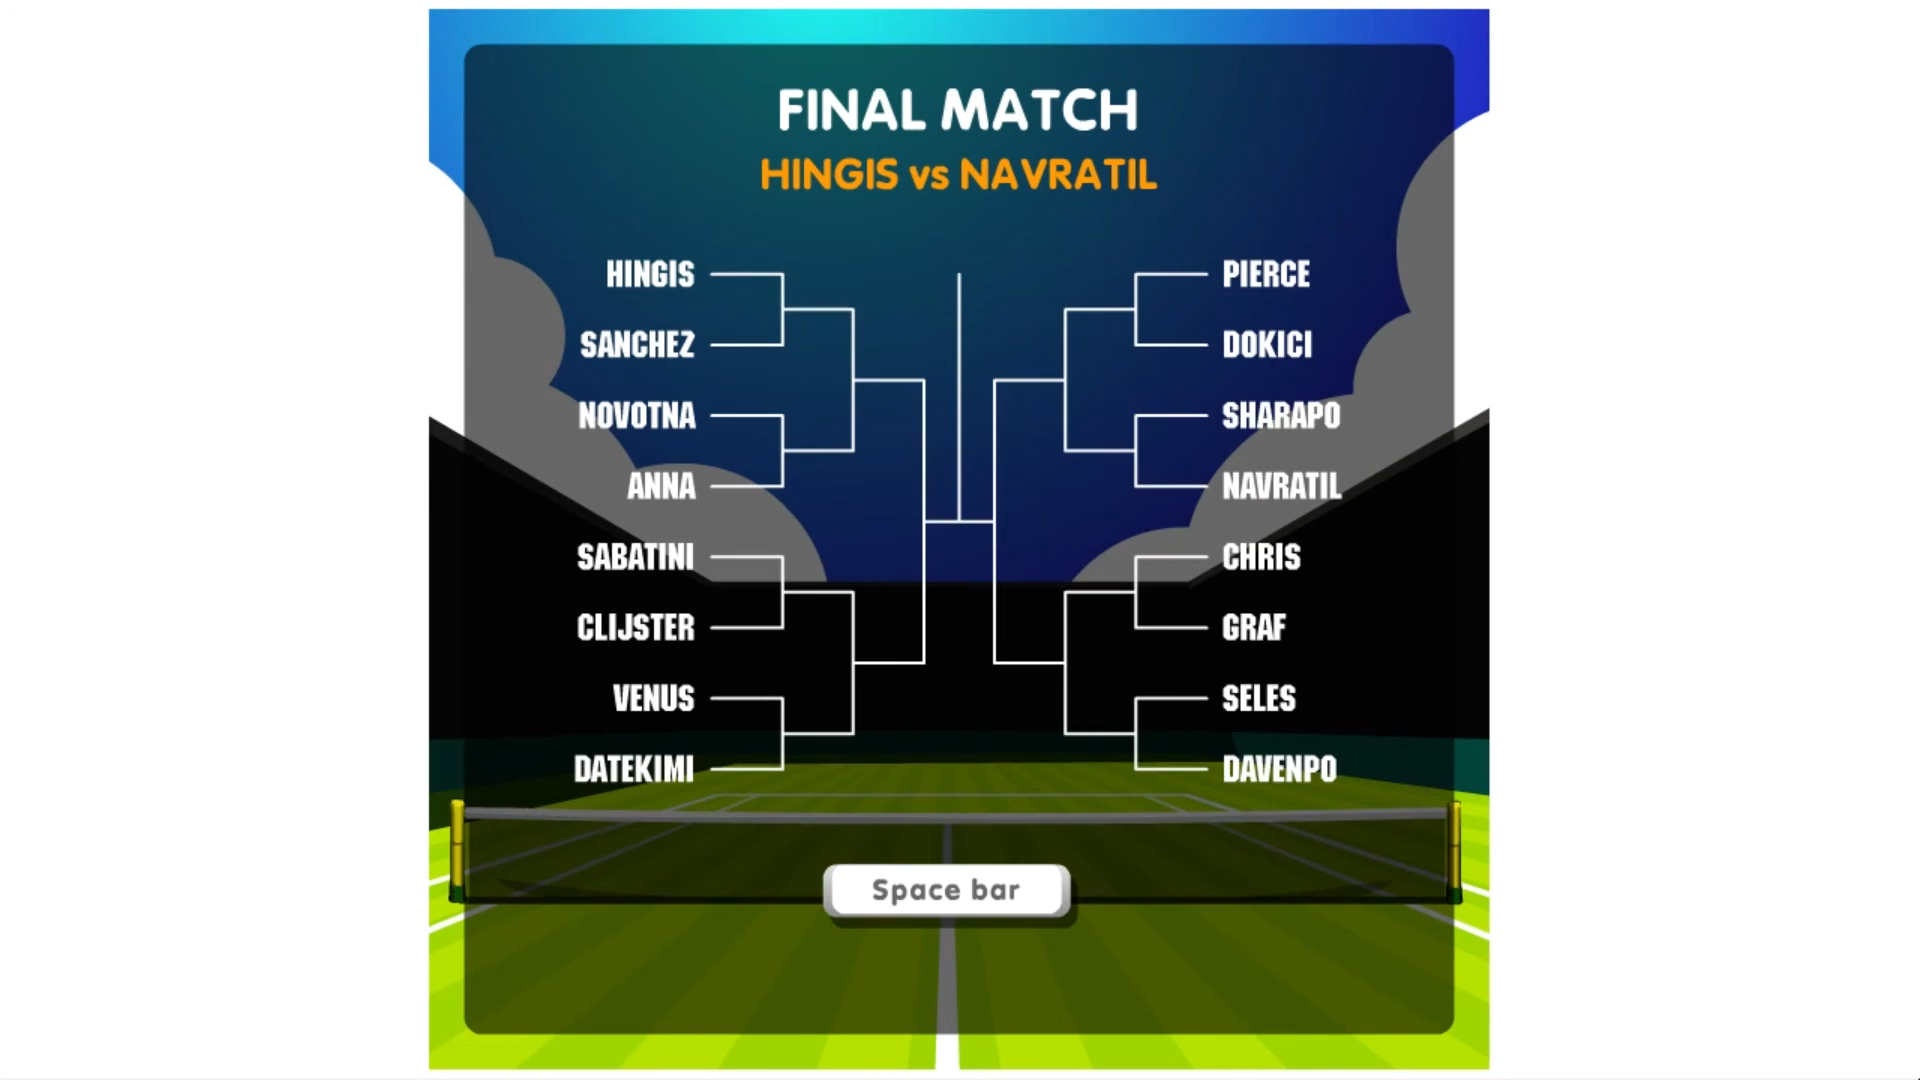 FINAL MATCH
HINGIS vs NAVRATIL
HINGIS
SANCHEZ
NOVOTNA
ANNA
SABATINI
CLIJSTER
VENUS
DATEKIMI
PIERCE
DOKICI
SHARAPO
NAVRATIL
CHRIS
GRAF
SELES
DAVENPO
Space bar